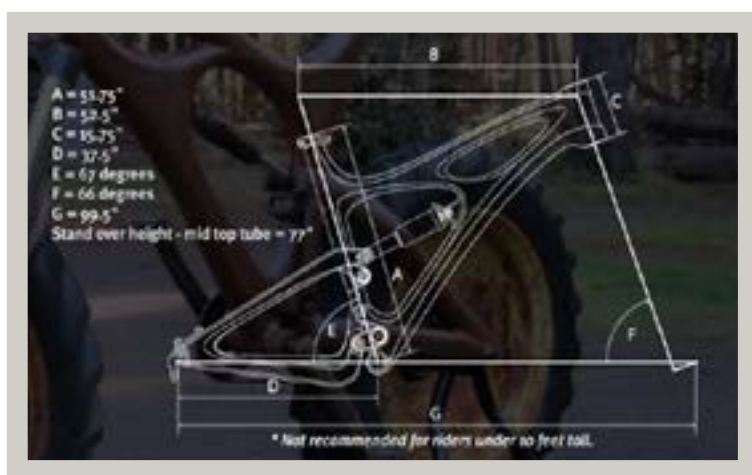 B
C
A = 51.75"
B = 52.5"
C = 15.75"
D = 37.5"
E = 67 degrees
F = 66 degrees
G = 99.5"
Stand over height - mid top tube = 77"
A
E
F
D
G
* Not recommended for riders under 10 feet tall.